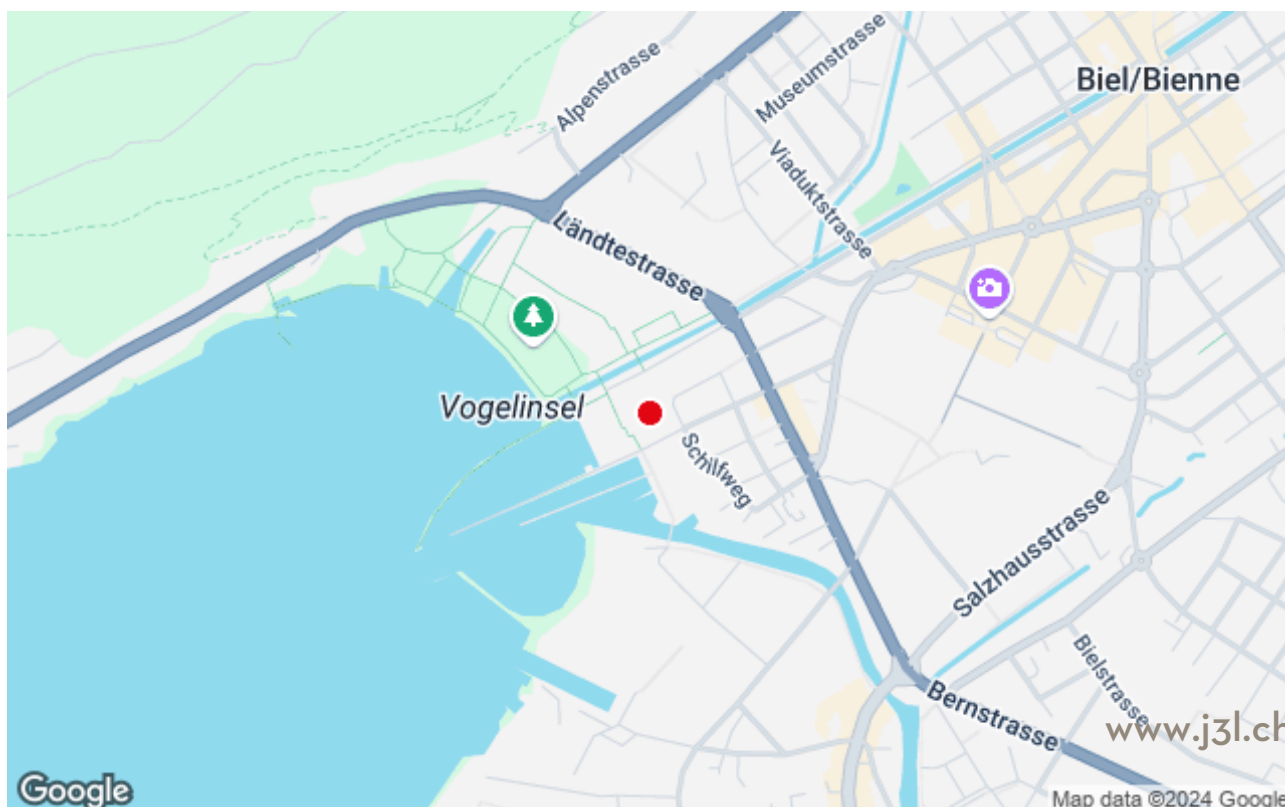 Alpenstrasse
Museumstrasse
Biel/Bienne
Viaduktstrasse
Ländtestrasse
Vogelinsel
Schilfweg
Salzhausstrasse
Bielstrasse
Bernstrasse
www.j3l.ch
Google
Map data ©2024 Google